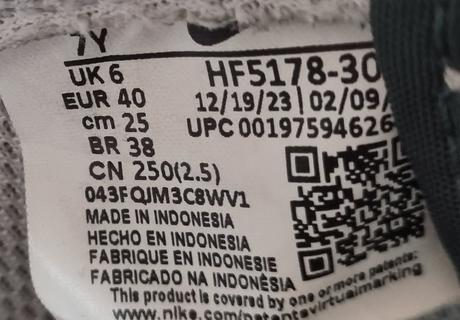 7Y
UK 6
EUR 40
cm 25
BR 38
CN 250(2.5)
HF5178-30
12/19/23 | 02/09/
UPC 00197594626
043FQJM3C8WV1
MADE IN INDONESIA
HECHO EN INDONESIA
FABRIQUE EN INDONESIE
FABRICADO NA INDONÉSIA
This product is covered by one or more patents:
www.nike.com/patentsvirtualmarking